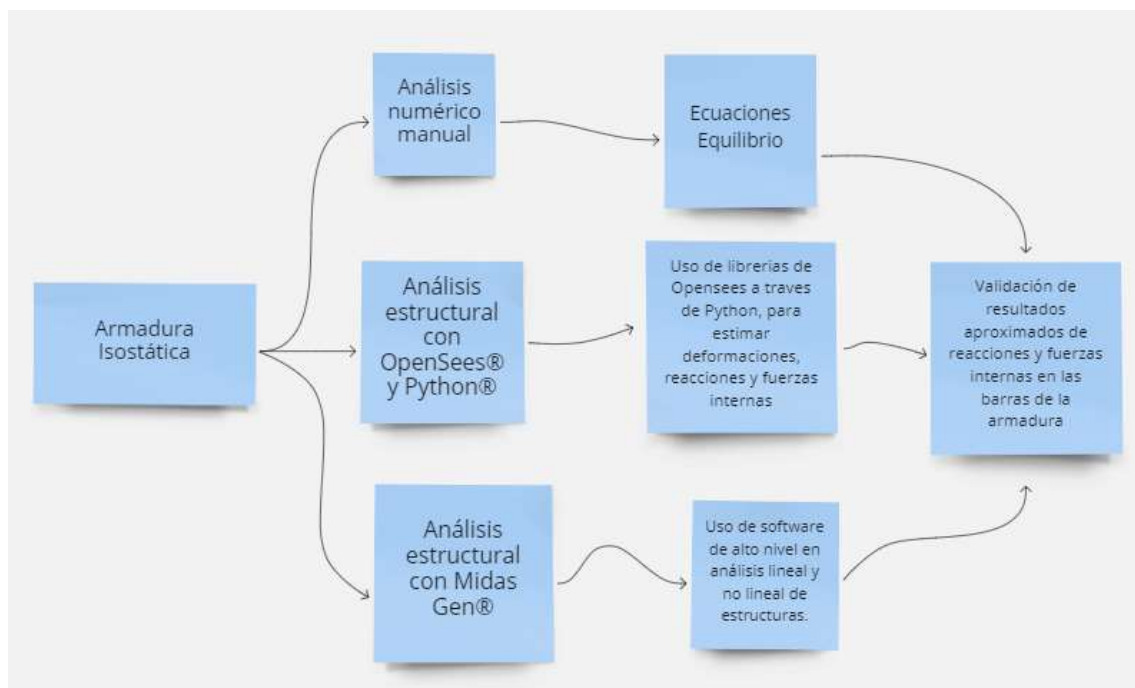 Armadura
Isostática
Análisis
numérico
manual
Ecuaciones
Equilibrio
Análisis
estructural
con
OpenSees®
y Python®
Uso de librerias de
Opensees a traves
de Python, para
estimar
deformaciones,
reacciones y fuerzas
internas
Análisis
estructural
con Midas
Gen®
Uso de software
de alto nivel en
análisis lineal y
no lineal de
estructuras.
Validación de
resultados
aproximados de
reacciones y fuerzas
internas en las
barras de la
armadura